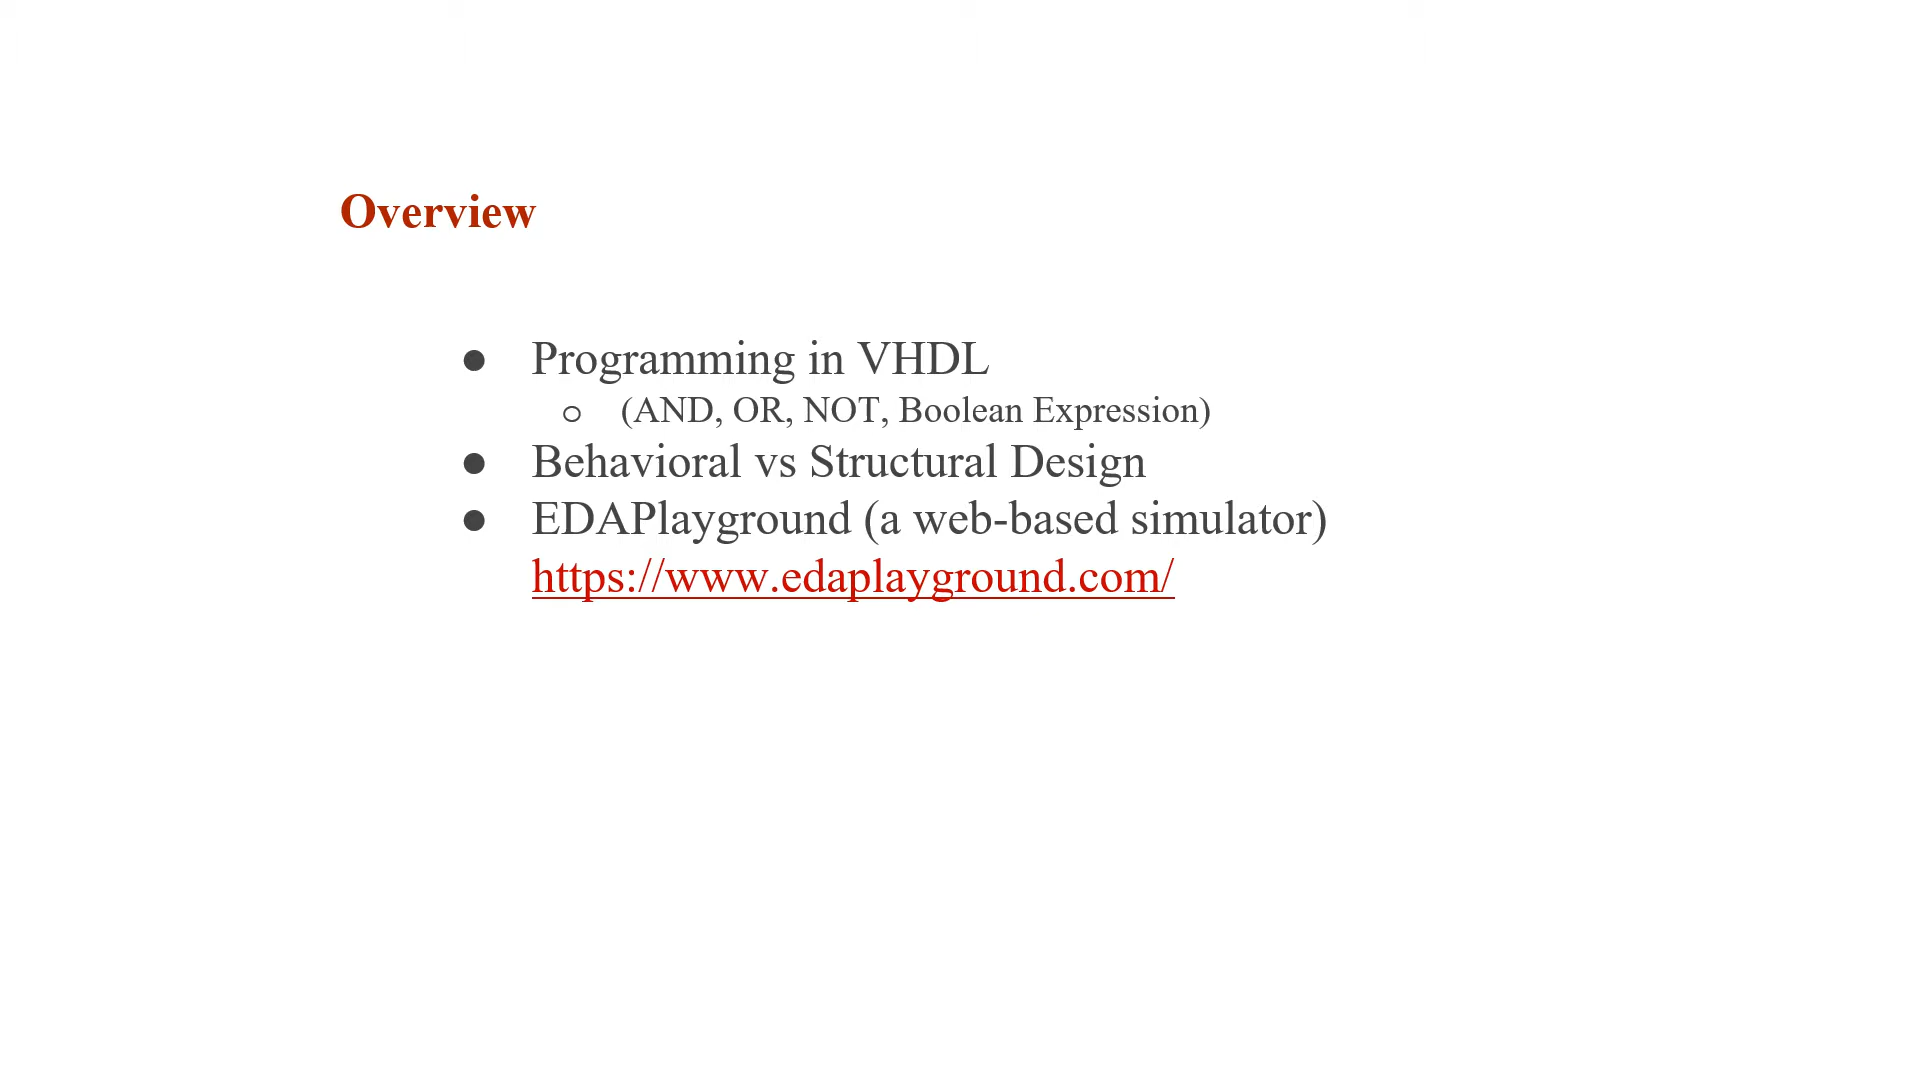 Overview
● Programming in VHDL
○ (AND, OR, NOT, Boolean Expression)
● Behavioral vs Structural Design
● EDAPlayground (a web-based simulator)
https://www.edaplayground.com/